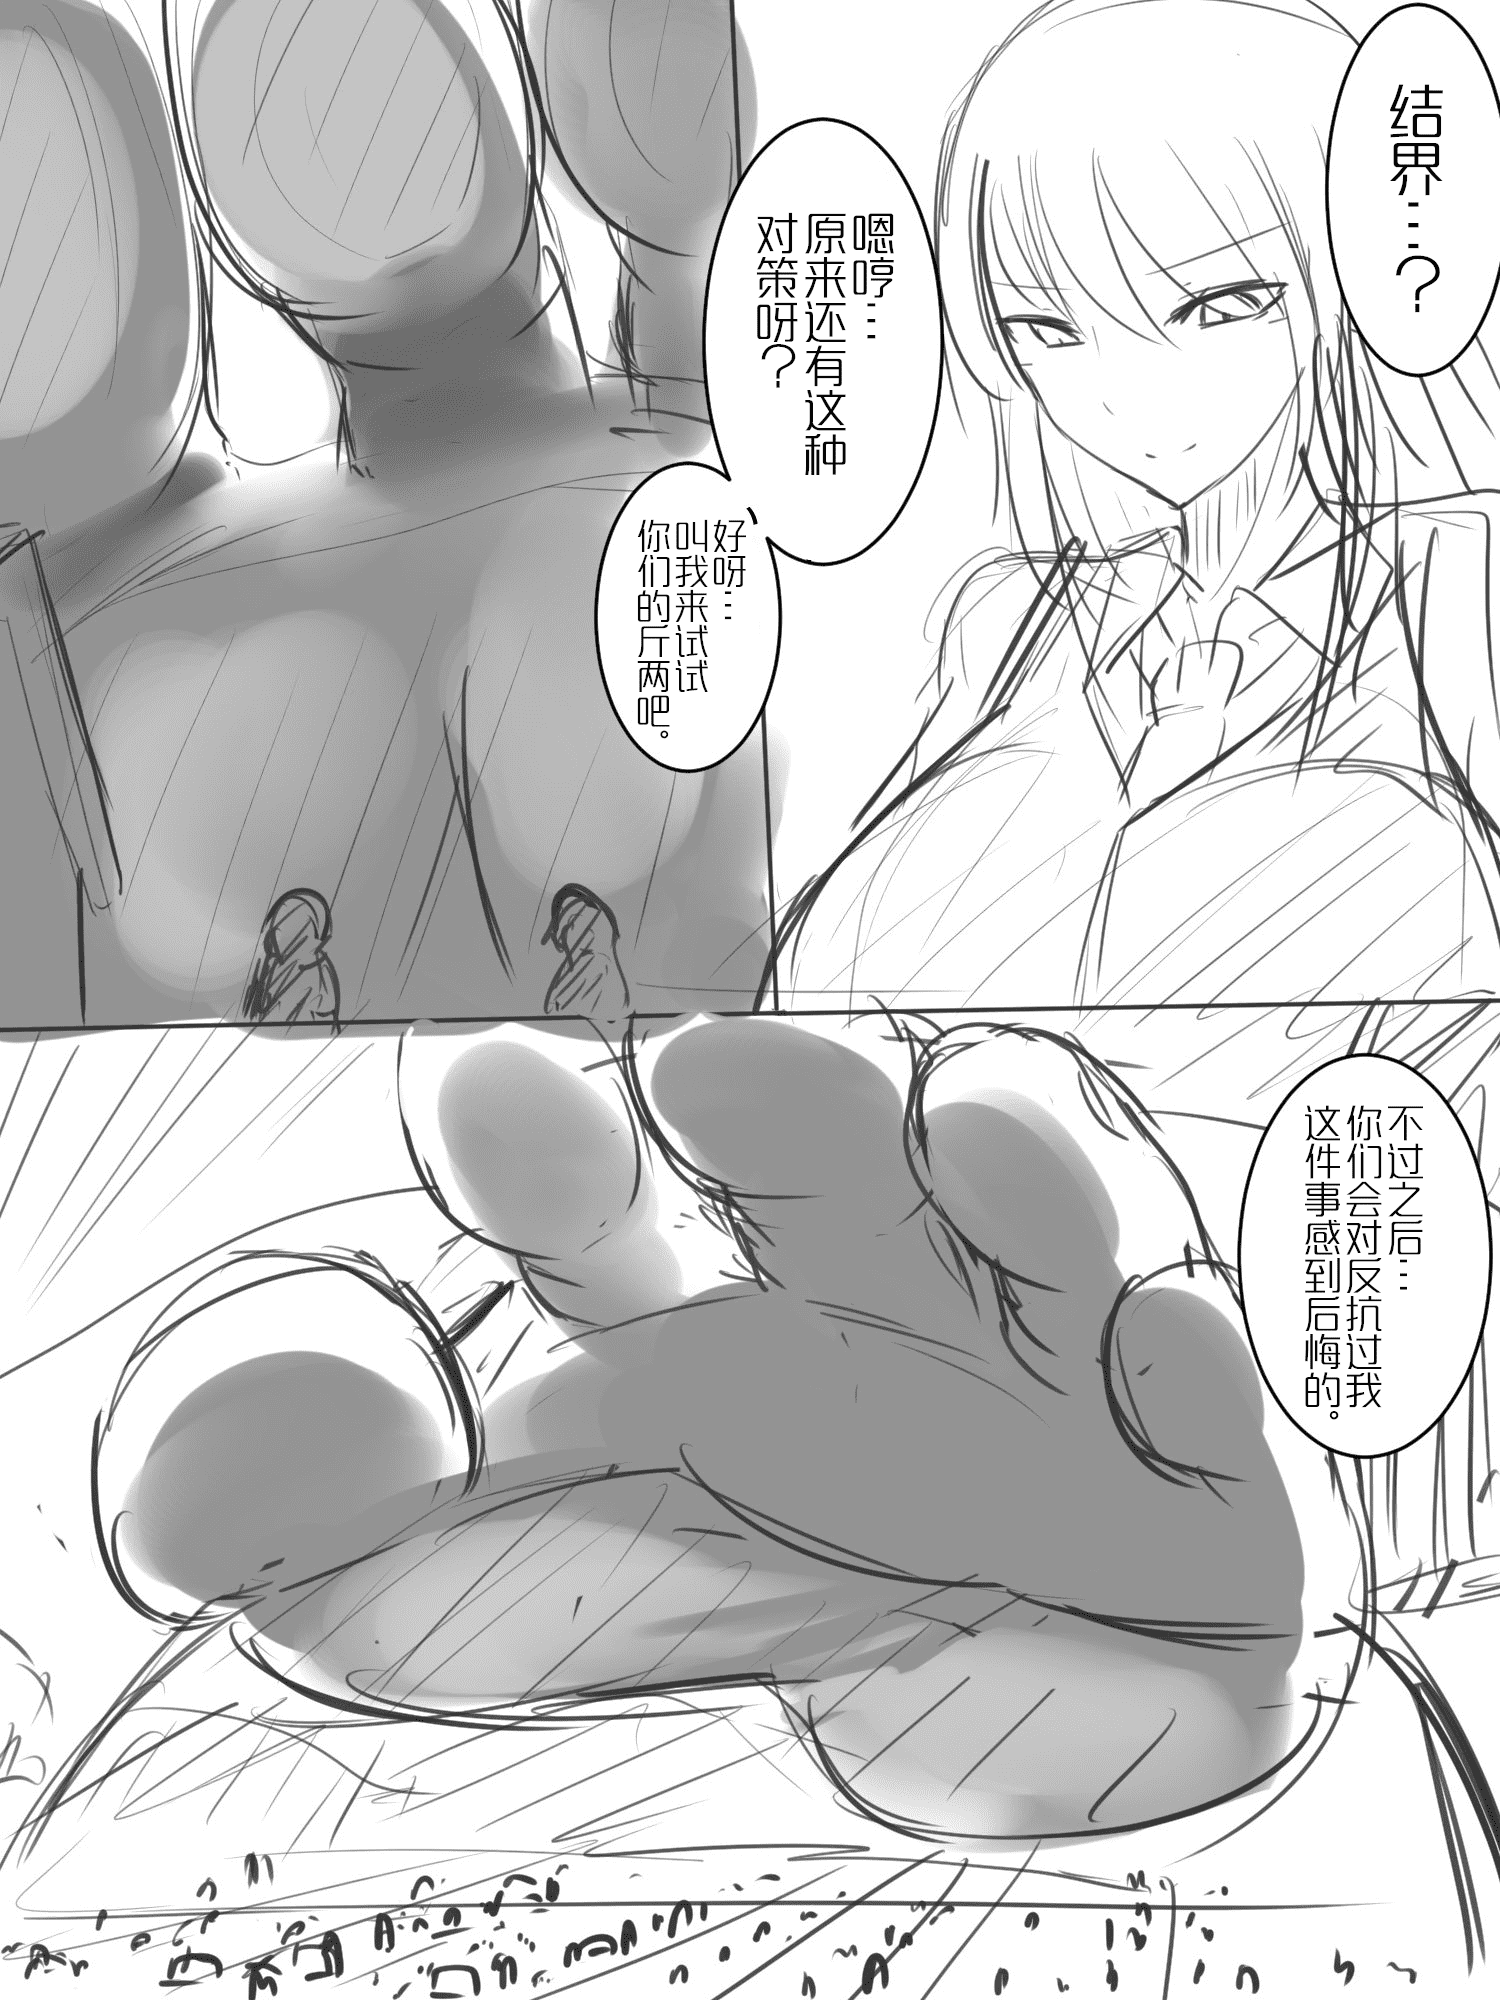 结界…?
嗯哼…
原来还有这种
对策呀?
好呀…
叫我来试试
你们的斤两吧。
不过之后…
你们会对反抗过我
这件事感到后悔的。